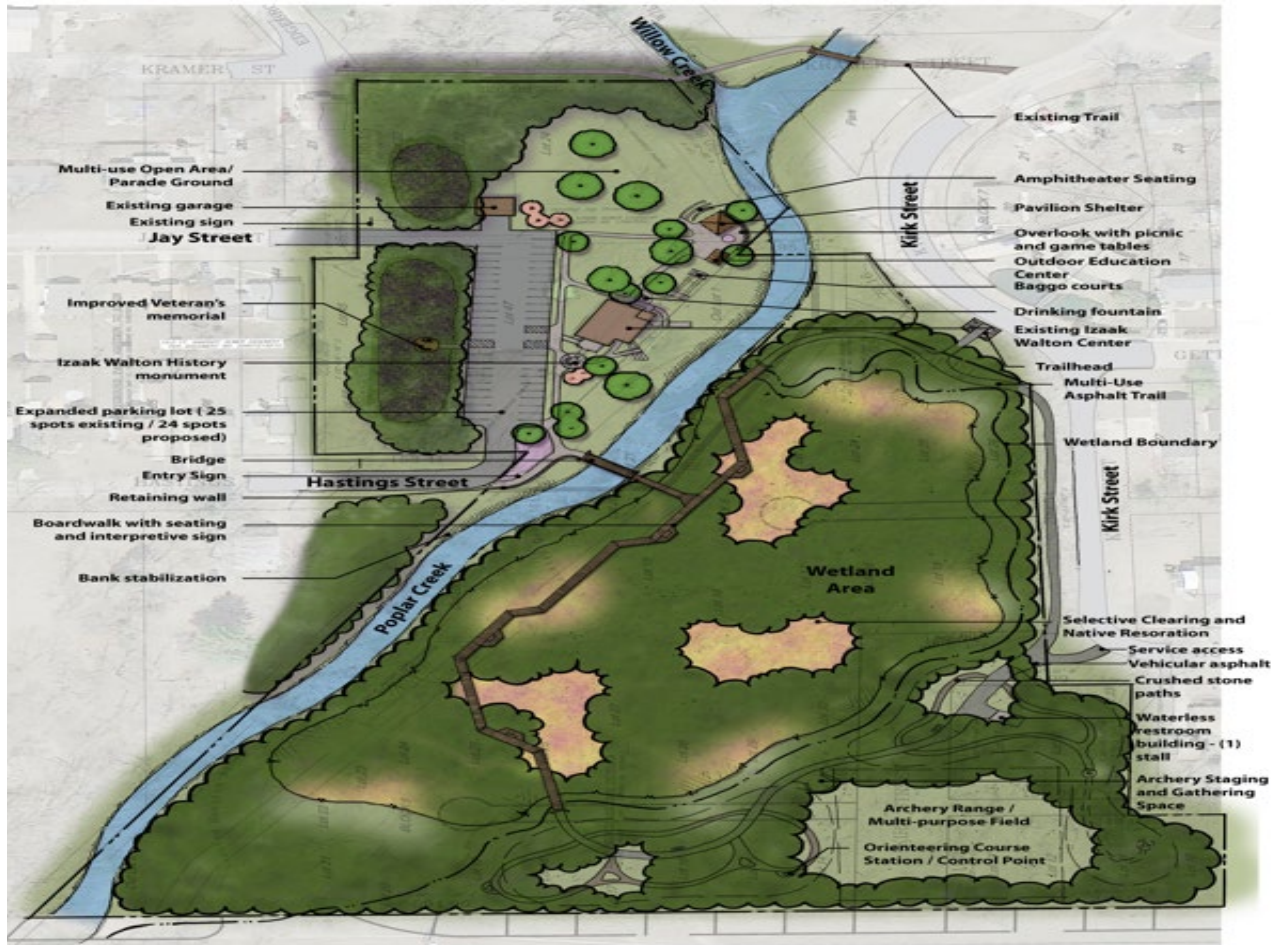 Willow Creek
KRAMER ST
Existing Trail
Multi-use Open Area/
Parade Ground
Existing garage
Existing sign
Jay Street
Improved Veteran's
memorial
Izaak Walton History
monument
Expanded parking lot ( 25
spots existing / 24 spots
proposed)
Bridge
Entry Sign
Hastings Street
Retaining wall
Boardwalk with seating
and interpretive sign
Bank stabilization
Poplar Creek
Amphitheater Seating
Pavilion Shelter
Kirk Street
Overlook with picnic
and game tables
Outdoor Education
Center
Baggo courts
Drinking fountain
Existing Izaak
Walton Center
Trailhead
Multi-Use
Asphalt Trail
Wetland Boundary
Kirk Street
Wetland
Area
Selective Clearing and
Native Resoration
Service access
Vehicular asphalt
Crushed stone
paths
Waterless
restroom
building - (1)
stall
Archery Staging
and Gathering
Space
Archery Range /
Multi-purpose Field
Orienteering Course
Station / Control Point